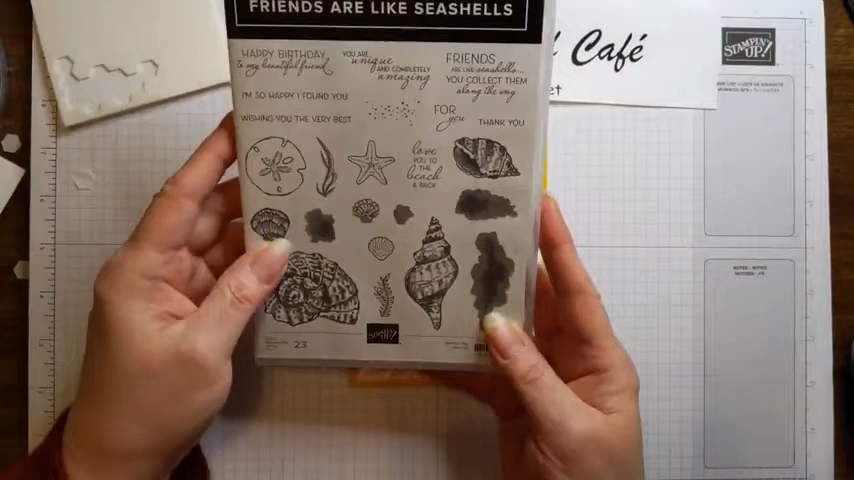 FRIENDS ARE LIKE SEASHELLS
HAPPY BIRTHDAY
to my beautiful friend
YOU ARE
unique
AND COMPLETELY
amazing
FRIENDS
are like seashells...
YOU COLLECT THEM
along the way
I'M SO HAPPY I FOUND YOU
WISHING YOU THE VERY BEST
FOR
you
THANK YOU
love
YOU TO
THE
beach
& BACK
STAMPIN' UP!
23
Café
STAMPIN' UP!